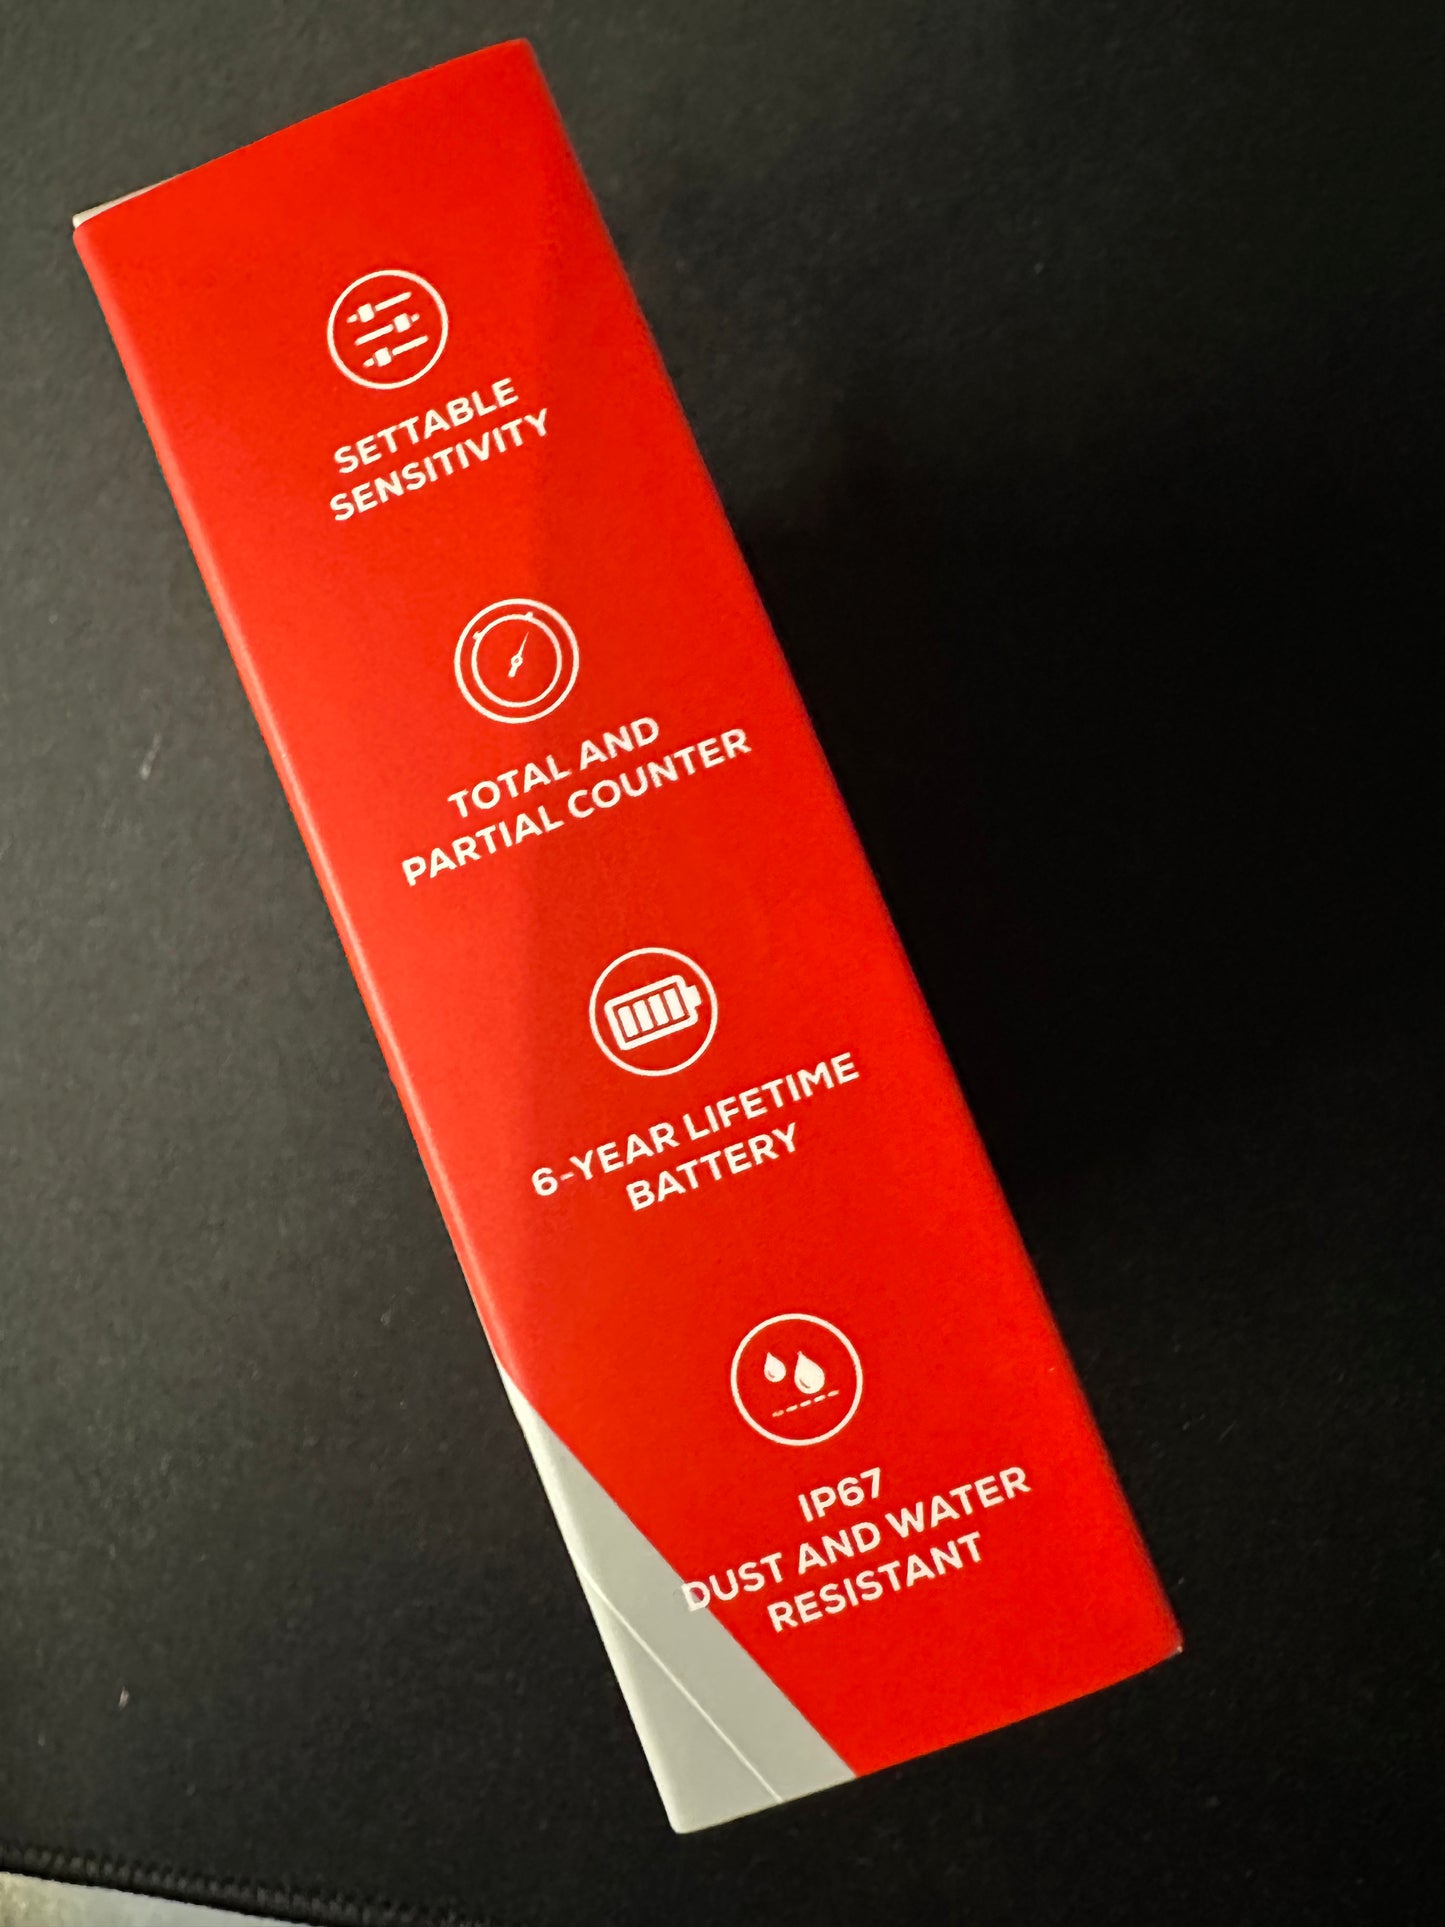 SETTABLE
SENSITIVITY
TOTAL AND
PARTIAL COUNTER
6-YEAR LIFETIME
BATTERY
IP67
DUST AND WATER
RESISTANT